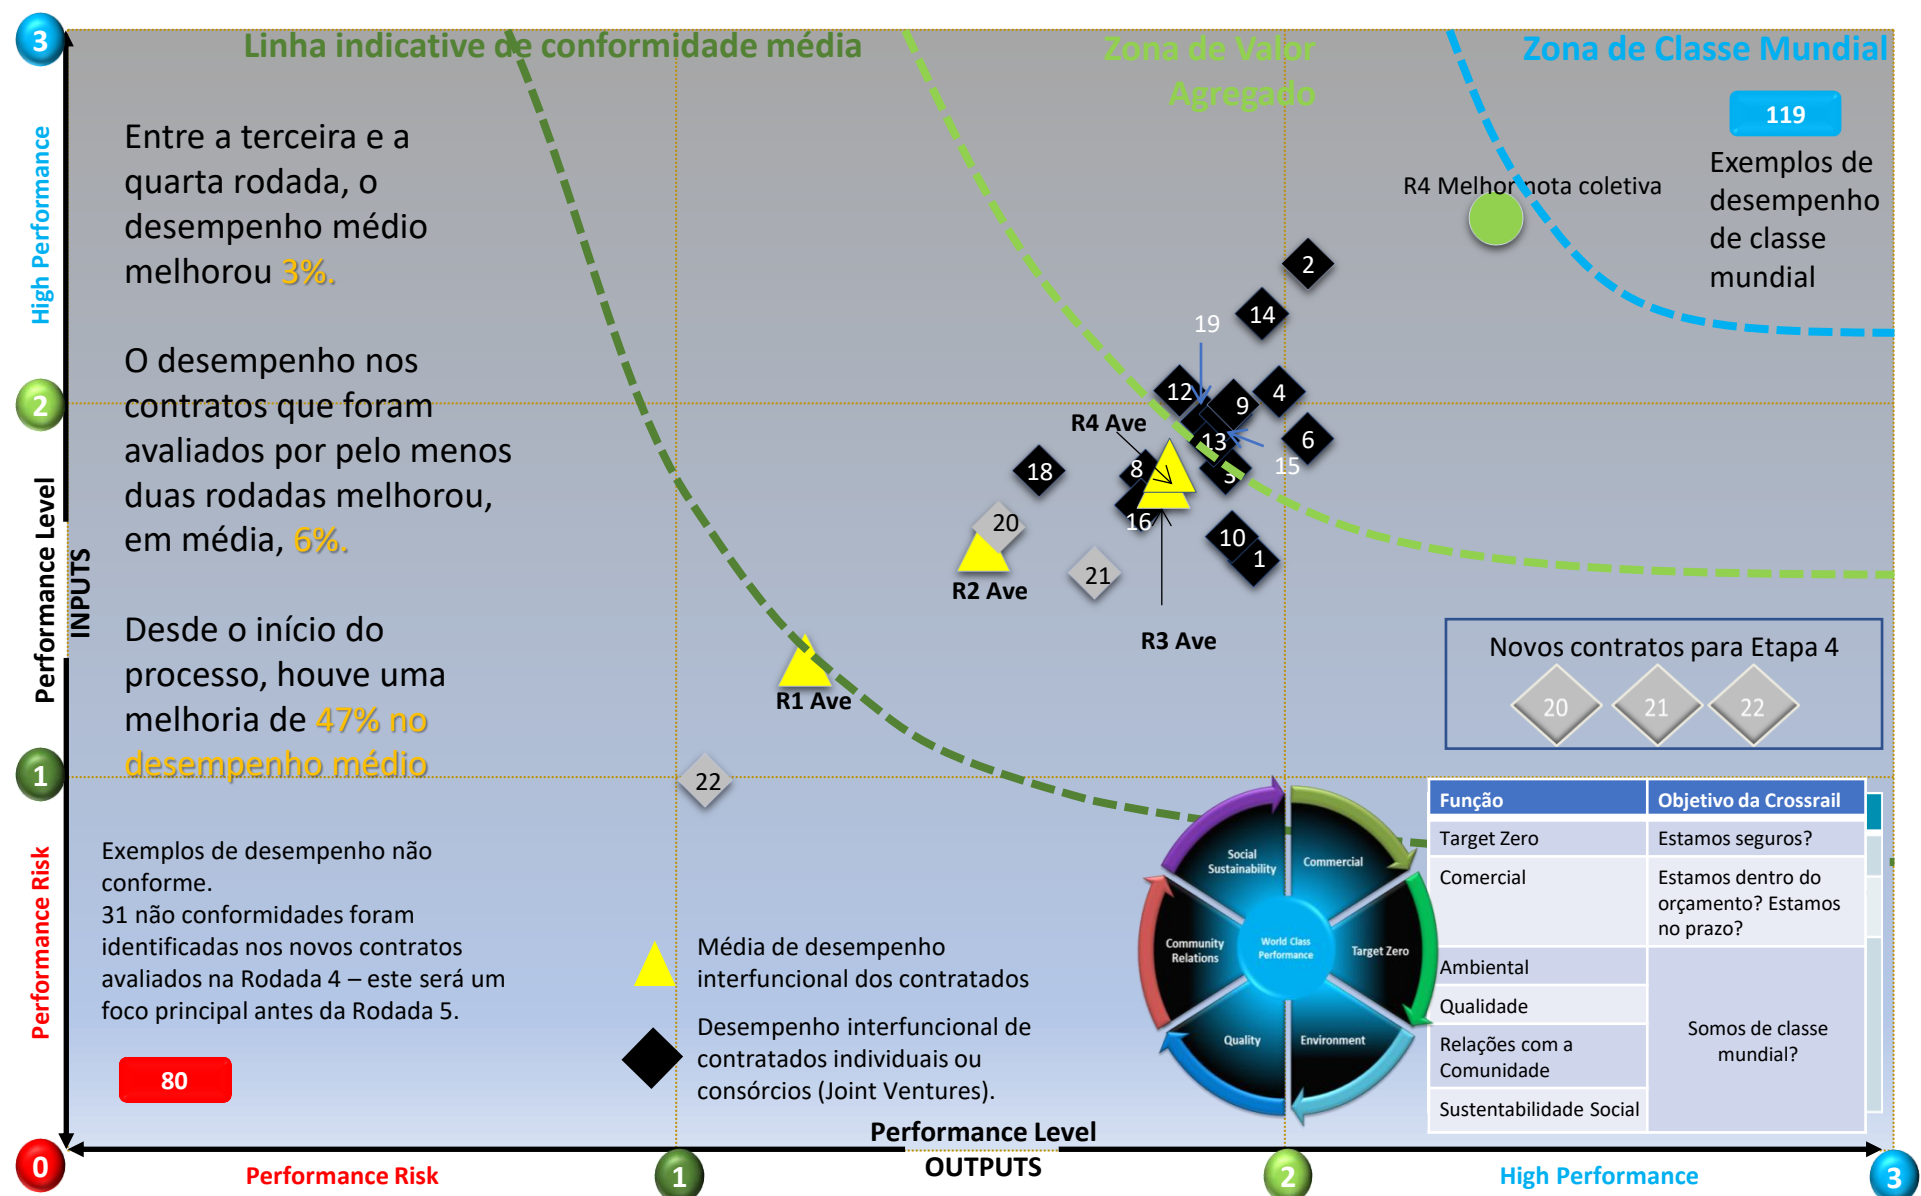 3
Linha indicative de conformidade média
Zona de Valor
Agregado
Zona de Classe Mundial
119
Exemplos de
desempenho
de classe
mundial
R4 Melhor nota coletiva
High Performance
Entre a terceira e a
quarta rodada, o
desempenho médio
melhorou 3%.
O desempenho nos
contratos que foram
avaliados por pelo menos
duas rodadas melhorou,
em média, 6%.
Desde o início do
processo, houve uma
melhoria de 47% no
desempenho médio
2
14
19
12
9
4
R4 Ave
13
6
15
3
8
18
16
20
10
1
21
R2 Ave
R3 Ave
R1 Ave
22
2
Performance Level
INPUTS
1
Novos contratos para Etapa 4
20
21
22
Performance Risk
Exemplos de desempenho não
conforme.
31 não conformidades foram
identificadas nos novos contratos
avaliados na Rodada 4 – este será um
foco principal antes da Rodada 5.
80
Média de desempenho
interfuncional dos contratados
Desempenho interfuncional de
contratados individuais ou
consórcios (Joint Ventures).
Social
Sustainability
Commercial
Community
Relations
World Class
Performance
Target Zero
Quality
Environment
Função
Objetivo da Crossrail
Target Zero
Estamos seguros?
Comercial
Estamos dentro do
orçamento? Estamos
no prazo?
Ambiental
Qualidade
Relações com a
Comunidade
Sustentabilidade Social
Somos de classe
mundial?
0
Performance Risk
1
Performance Level
OUTPUTS
2
High Performance
3